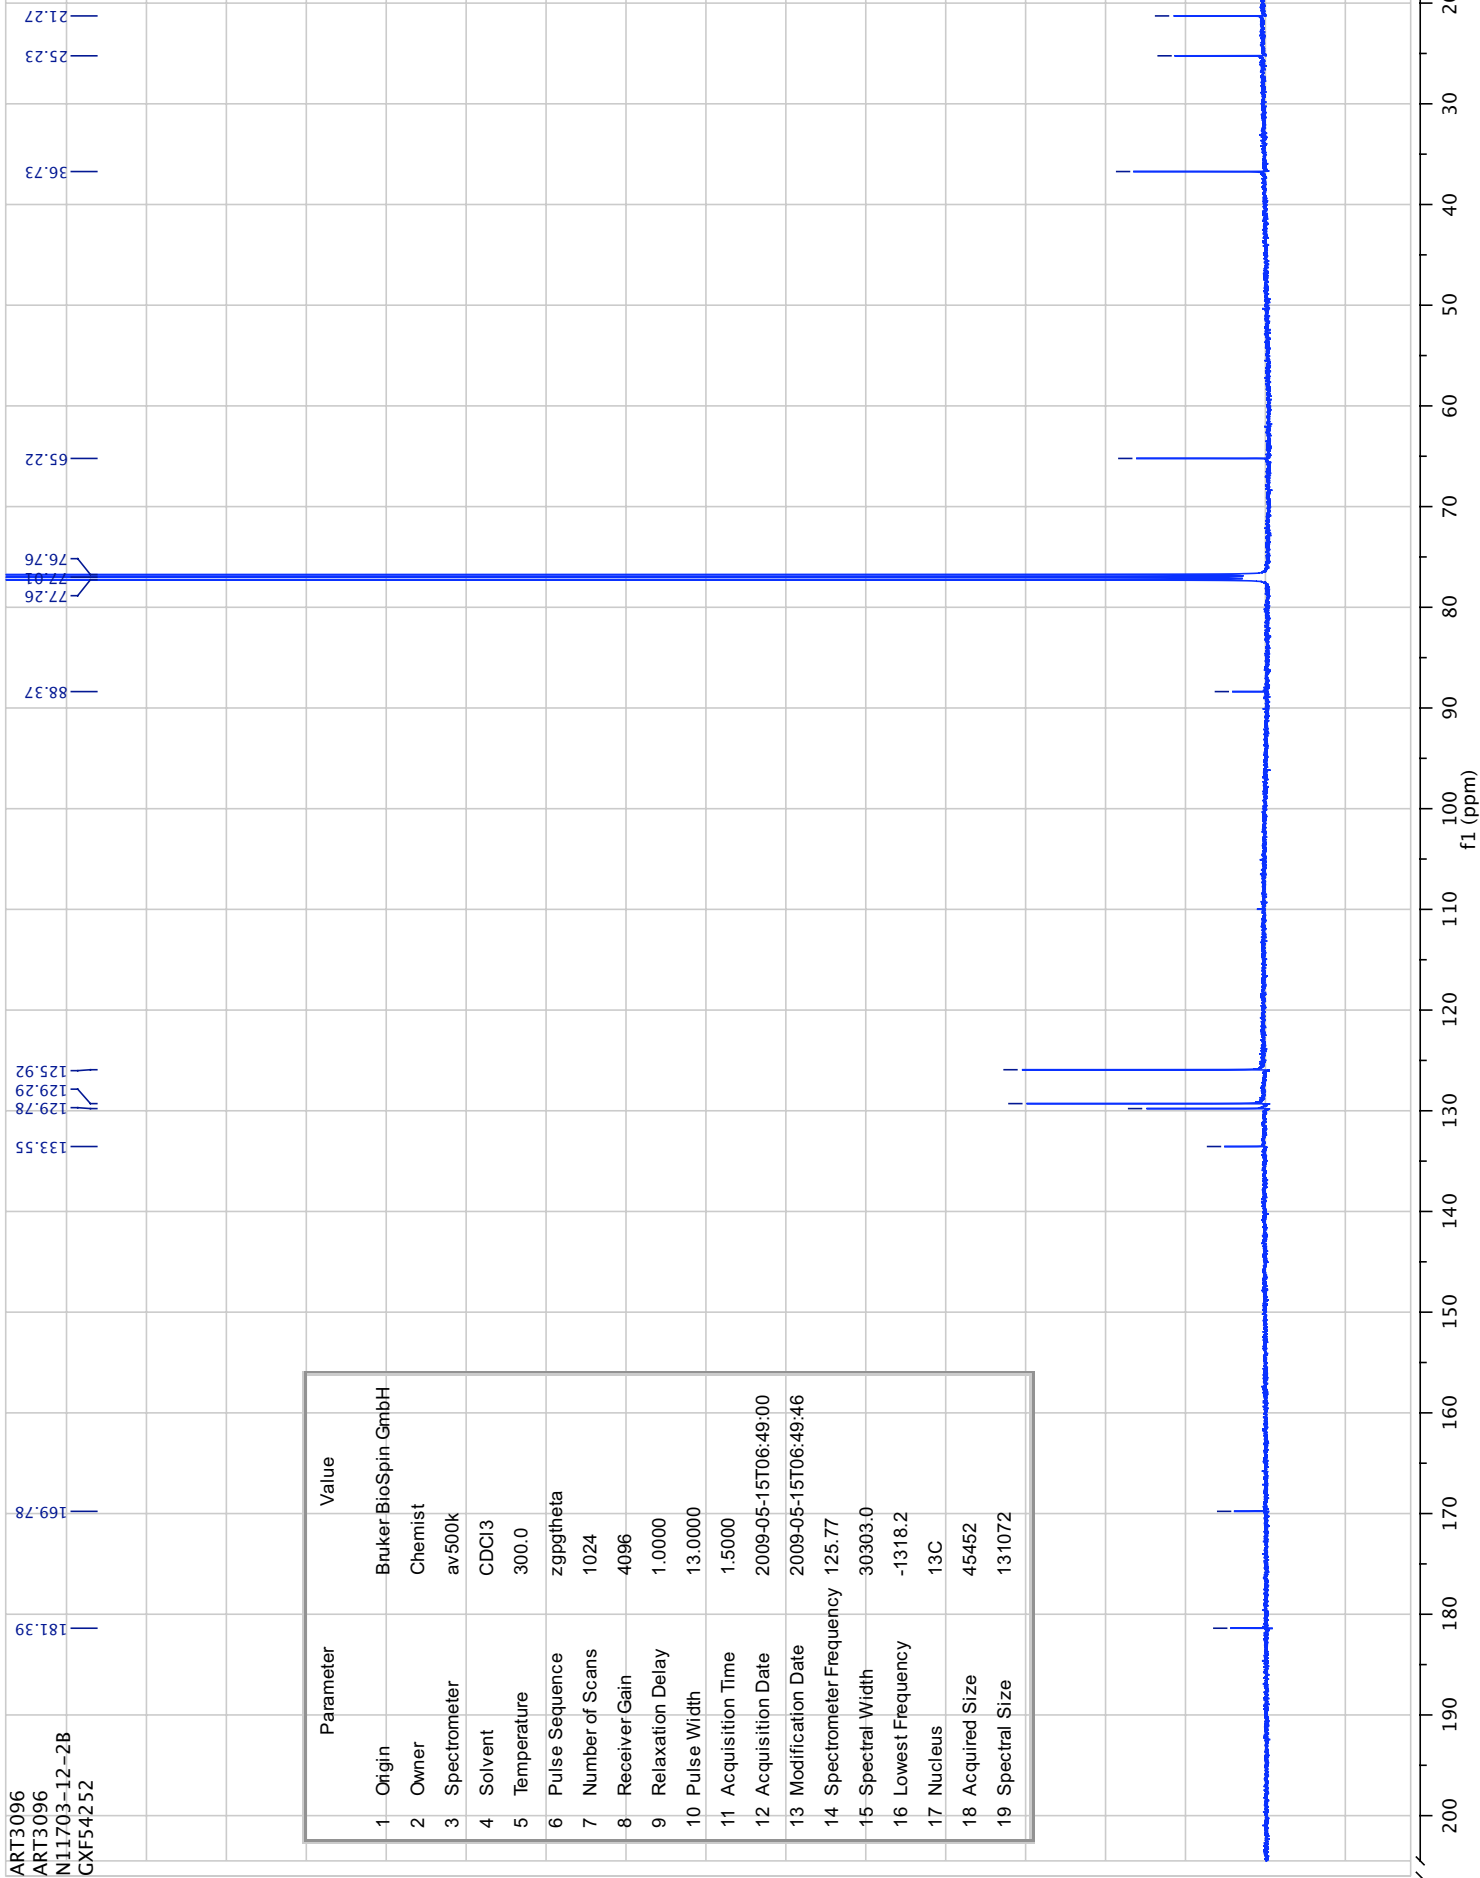 ART3096
ART3096
N11703-12-2B
GXF54252
181.39
169.78
133.55
129.78
129.29
125.92
88.37
77.26
77.01
76.76
65.22
36.73
25.23
21.27
Parameter Value
1 Origin Bruker BioSpin GmbH
2 Owner Chemist
3 Spectrometer av500k
4 Solvent CDCl3
5 Temperature 300.0
6 Pulse Sequence zgpgtheta
7 Number of Scans 1024
8 Receiver Gain 4096
9 Relaxation Delay 1.0000
10 Pulse Width 13.0000
11 Acquisition Time 1.5000
12 Acquisition Date 2009-05-15T06:49:00
13 Modification Date 2009-05-15T06:49:46
14 Spectrometer Frequency 125.77
15 Spectral Width 30303.0
16 Lowest Frequency -1318.2
17 Nucleus 13C
18 Acquired Size 45452
19 Spectral Size 131072
200 190 180 170 160 150 140 130 120 110 100 90 80 70 60 50 40 30
f1 (ppm)